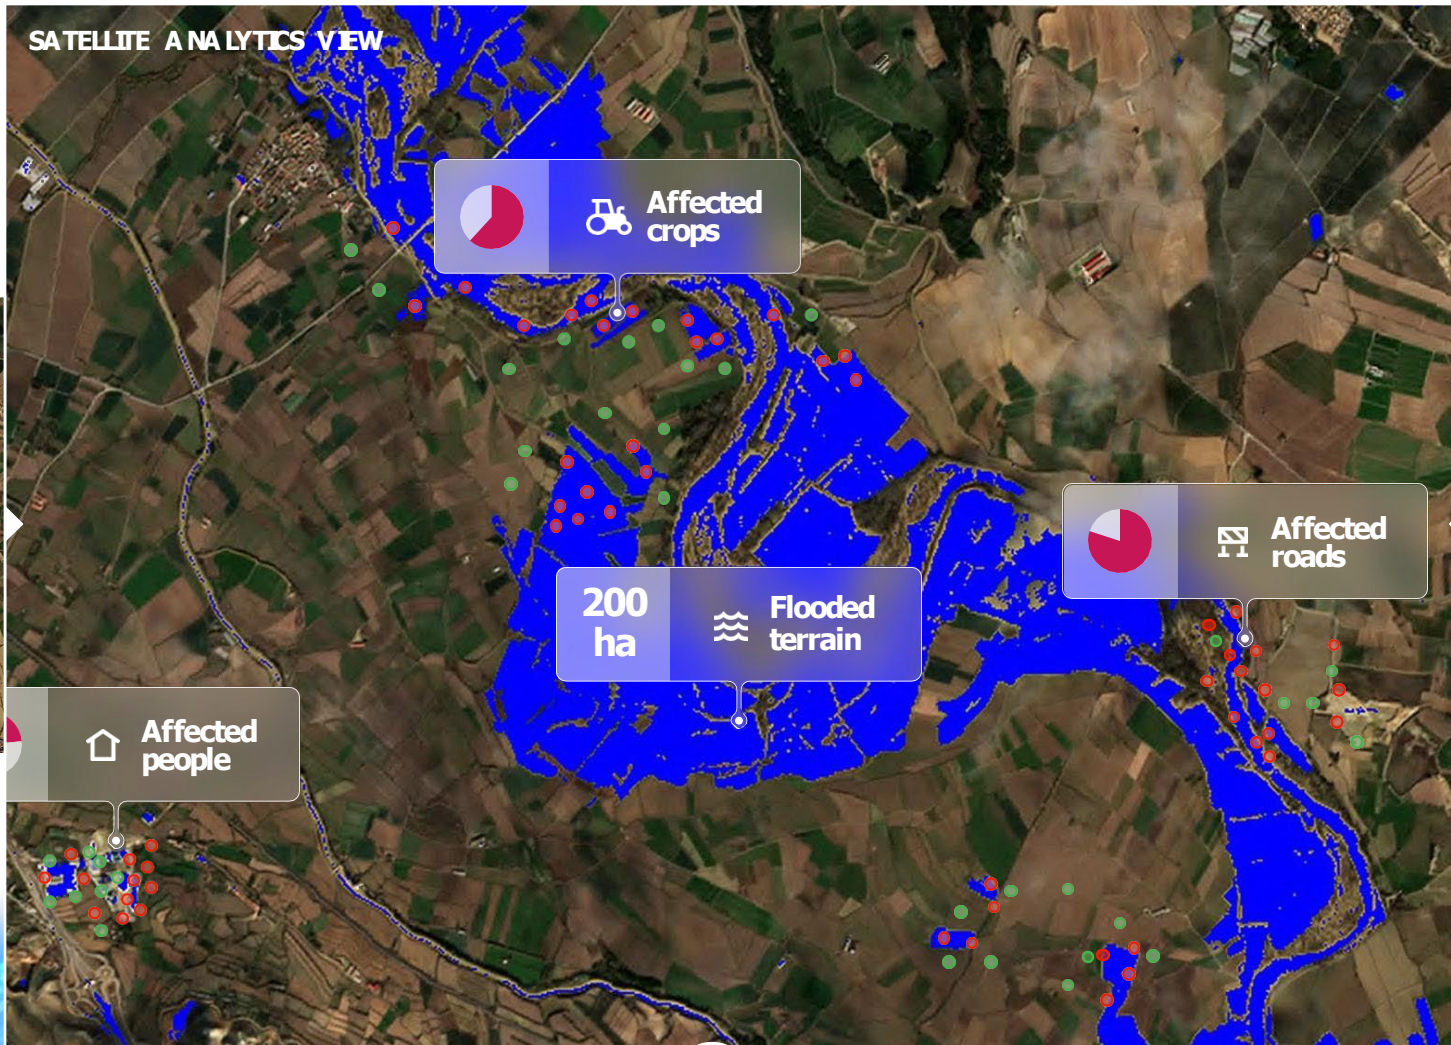 SATELLITE ANALYTICS VIEW
Affected
crops
Affected
roads
200
ha
Flooded
terrain
Affected
people